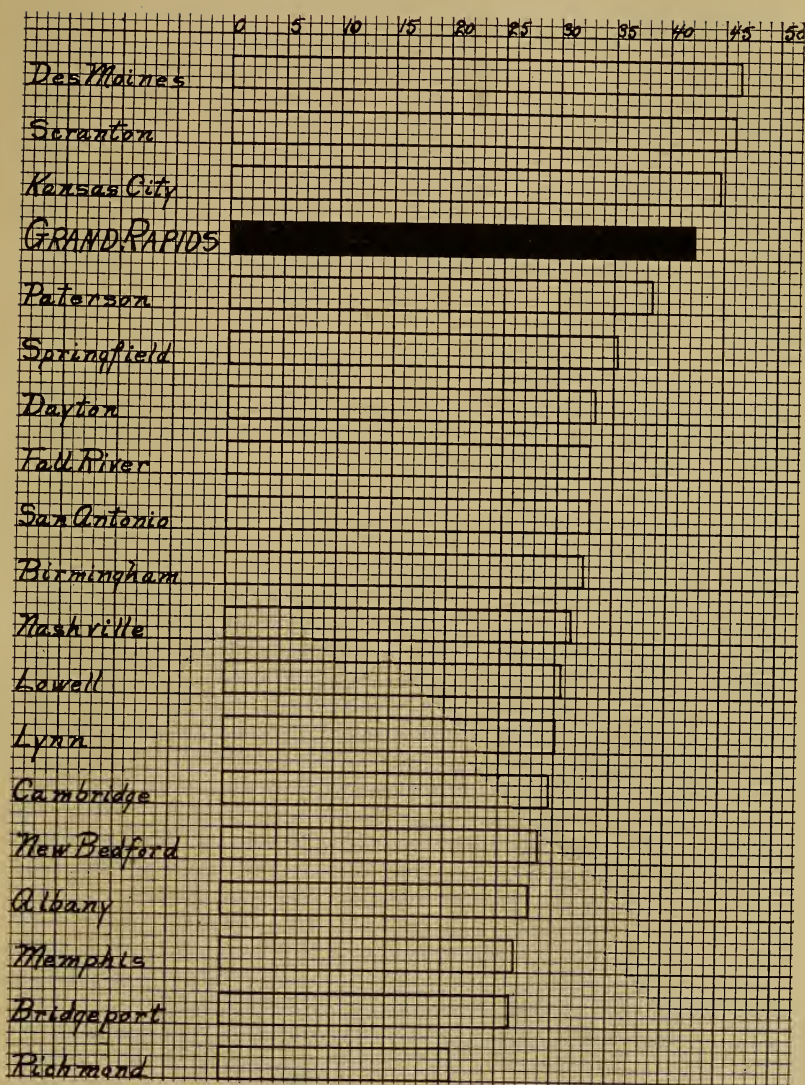 0 5 10 15 20 25 30 35 40 45 50
Des Moines
Scranton
Kansas City
GRAND RAPIDS
Paterson
Springfield
Dayton
Fall River
San Antonio
Birmingham
Nashville
Lowell
Lynn
Cambridge
New Bedford
Albany
Memphis
Bridgeport
Richmond